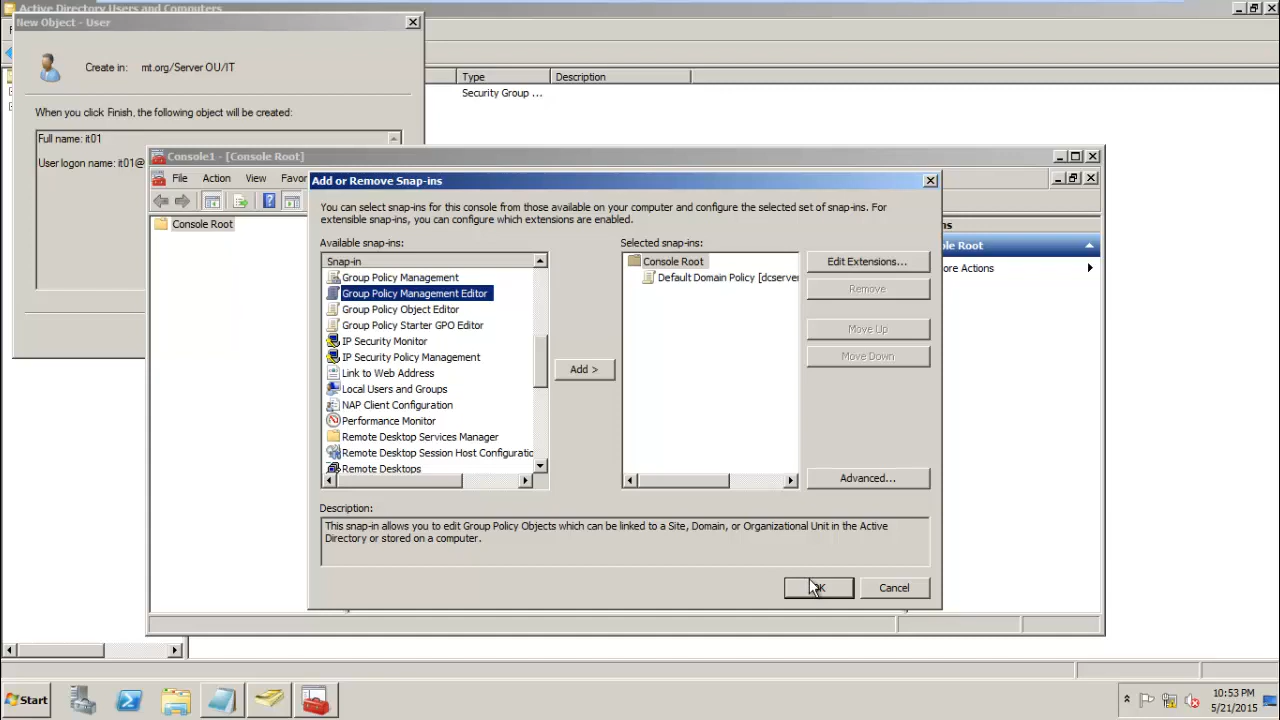 Active Directory Users and Computers
New Object - User
Create in: mt.org/Server OU/IT
When you click Finish, the following object will be created:
Full name: it01
User logon name: it01@
Type
Description
Security Group ...
Console1 - [Console Root]
File
Action
View
Favor
Console Root
Add or Remove Snap-ins
You can select snap-ins for this console from those available on your computer and configure the selected set of snap-ins. For
extensible snap-ins, you can configure which extensions are enabled.
Available snap-ins:
Snap-in
Group Policy Management
Group Policy Management Editor
Group Policy Object Editor
Group Policy Starter GPO Editor
IP Security Monitor
IP Security Policy Management
Link to Web Address
Local Users and Groups
NAP Client Configuration
Performance Monitor
Remote Desktop Services Manager
Remote Desktop Session Host Configuratio
Remote Desktops
Add >
Selected snap-ins:
Console Root
Default Domain Policy [dcserver
Edit Extensions...
Remove
Move Up
Move Down
Advanced...
Description:
This snap-in allows you to edit Group Policy Objects which can be linked to a Site, Domain, or Organizational Unit in the Active
Directory or stored on a computer.
Cancel
ns
ole Root
ore Actions
Start
10:53 PM
5/21/2015